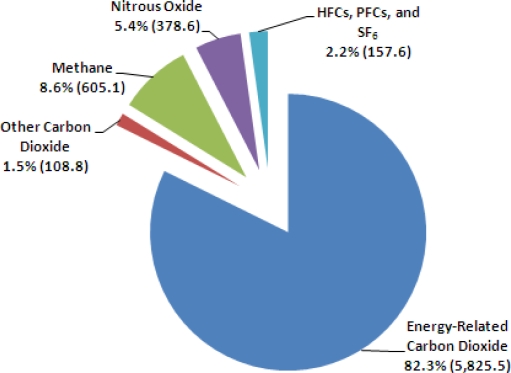 Nitrous Oxide
5.4% (378.6)
HFCs, PFCs, and
SF₆
2.2% (157.6)
Methane
8.6% (605.1)
Other Carbon
Dioxide
1.5% (108.8)
Energy-Related
Carbon Dioxide
82.3% (5,825.5)